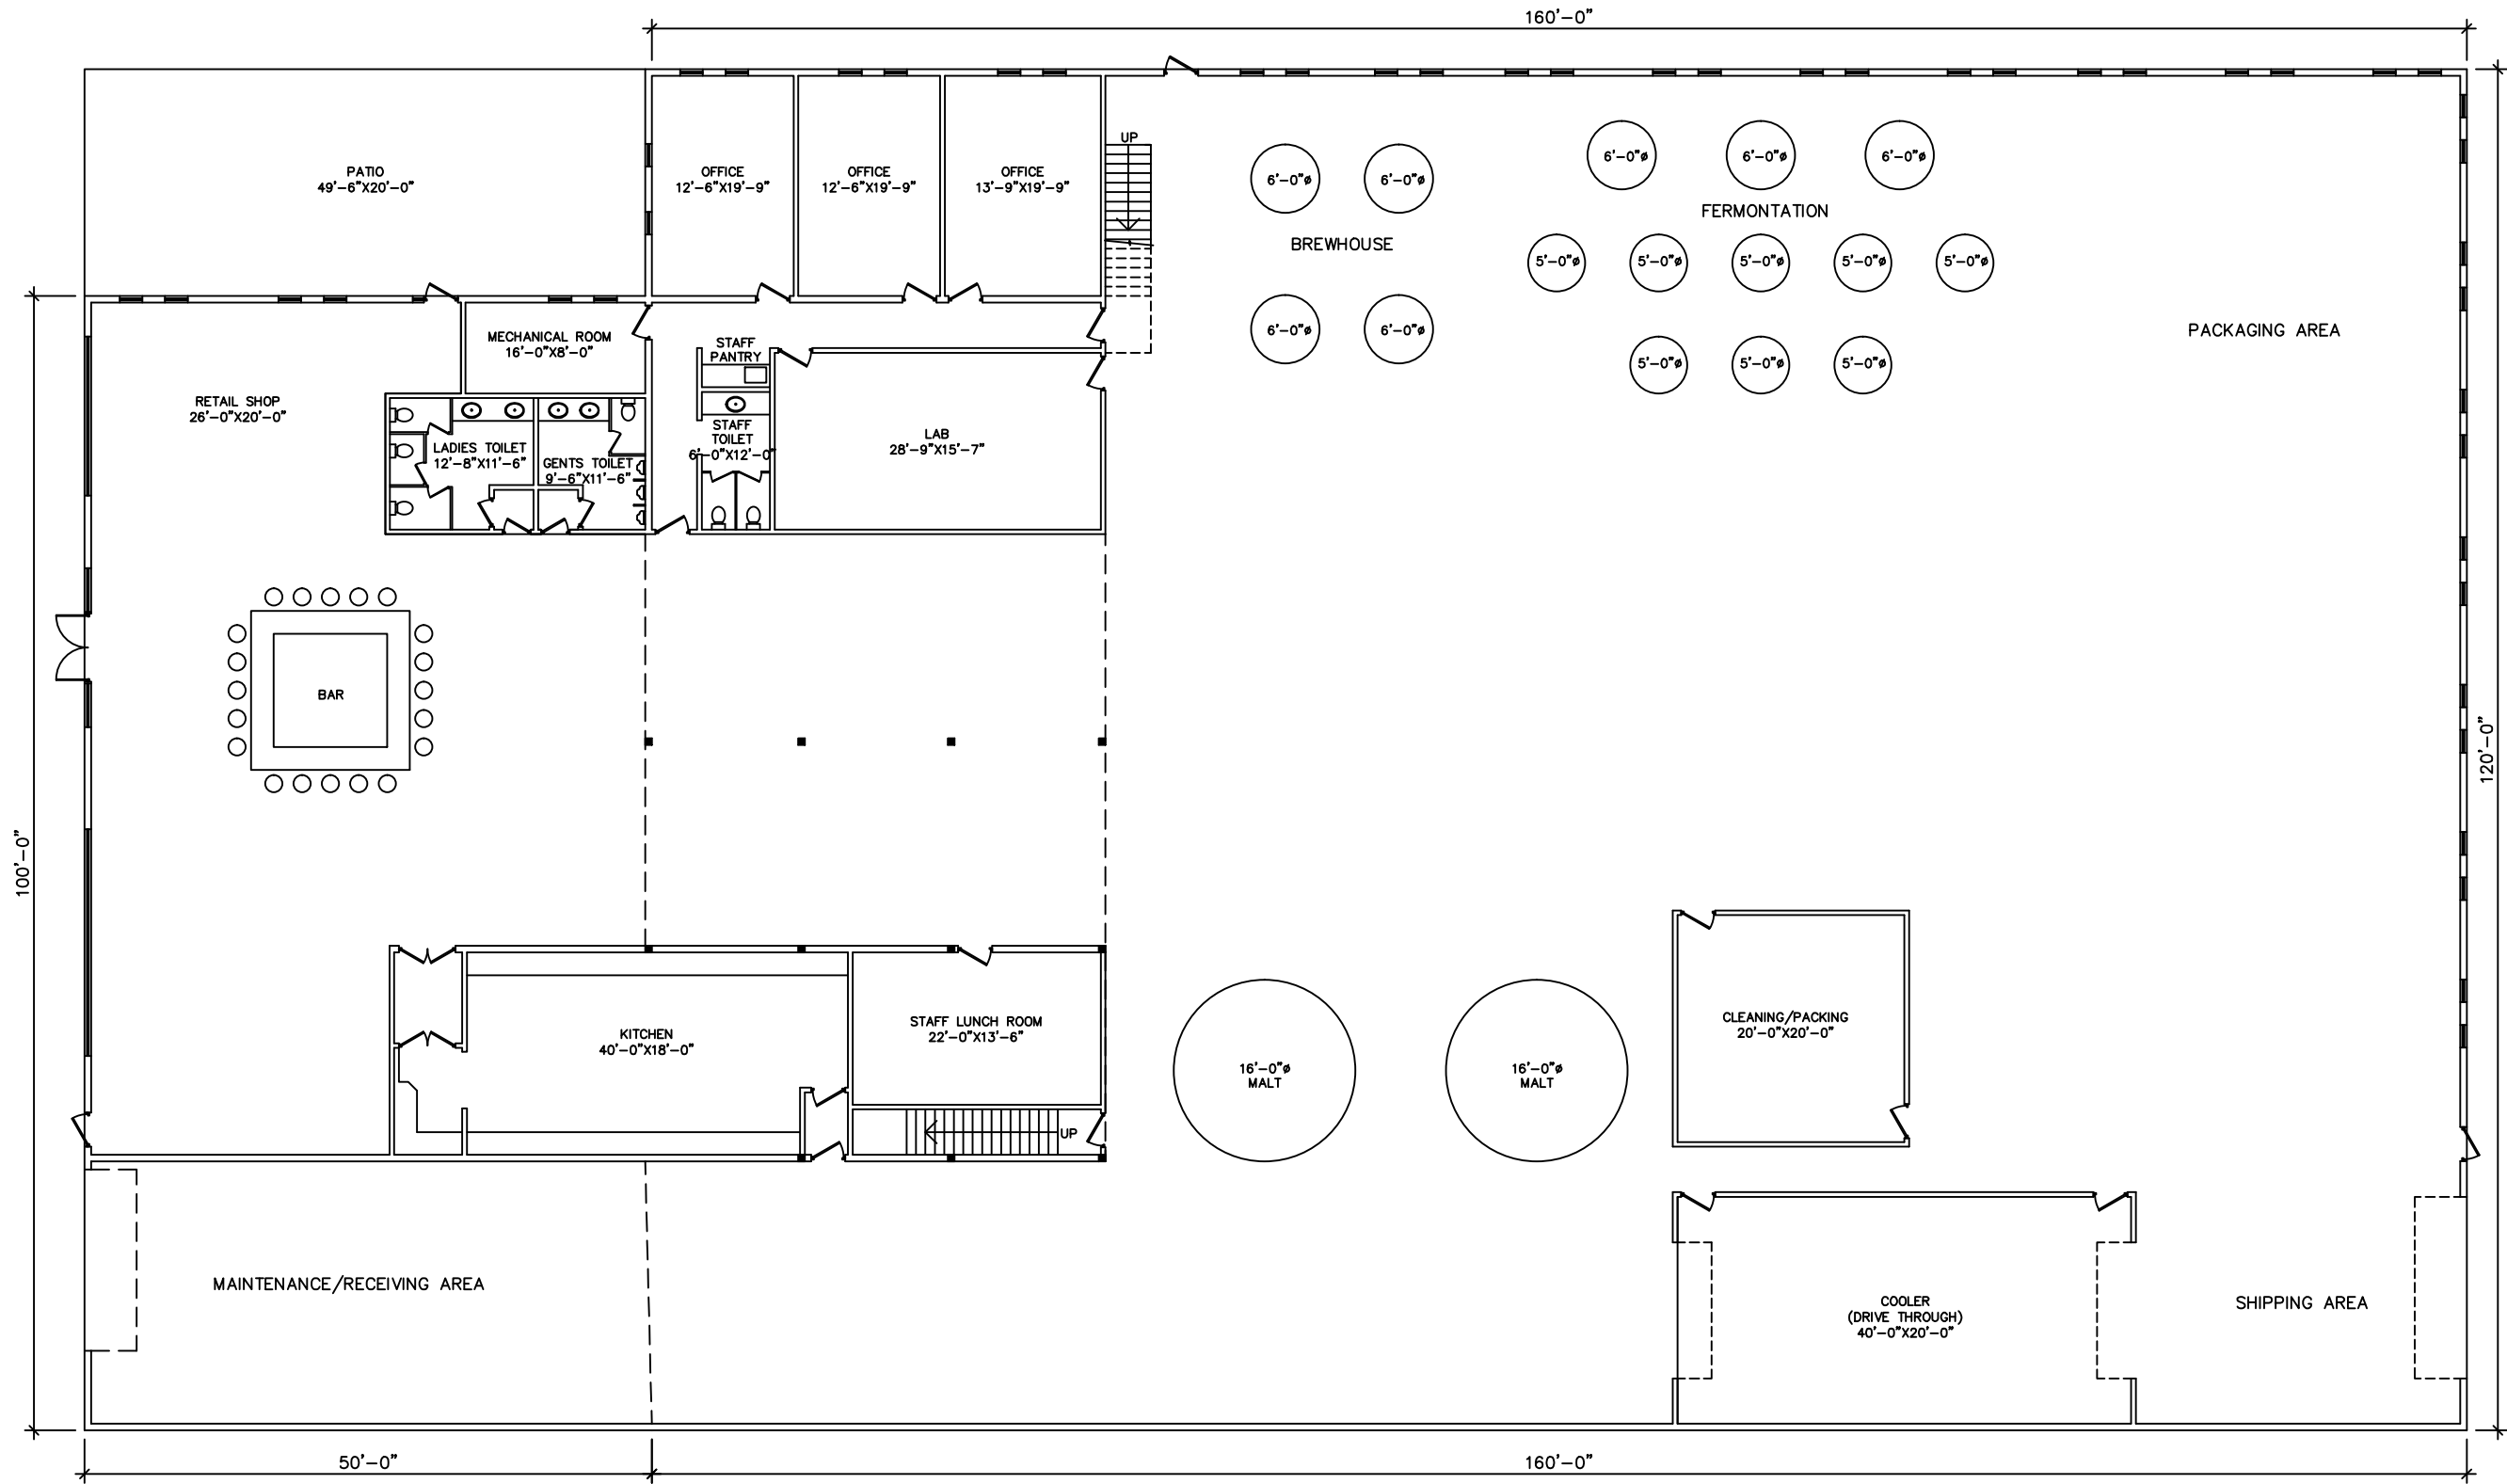 160'-0"
PATIO
49'-6"X20'-0"
OFFICE
12'-6"X19'-9"
OFFICE
12'-6"X19'-9"
OFFICE
13'-9"X19'-9"
UP
6'-0"ø
6'-0"ø
BREWHOUSE
6'-0"ø
6'-0"ø
6'-0"ø
6'-0"ø
6'-0"ø
FERMONTATION
5'-0"ø
5'-0"ø
5'-0"ø
5'-0"ø
5'-0"ø
5'-0"ø
5'-0"ø
5'-0"ø
PACKAGING AREA
MECHANICAL ROOM
16'-0"X8'-0"
STAFF
PANTRY
RETAIL SHOP
26'-0"X20'-0"
LADIES TOILET
12'-8"X11'-6"
GENTS TOILET
9'-6"X11'-6"
STAFF
TOILET
6'-0"X12'-0"
LAB
28'-9"X15'-7"
BAR
120'-0"
100'-0"
KITCHEN
40'-0"X18'-0"
STAFF LUNCH ROOM
22'-0"X13'-6"
UP
16'-0"ø
MALT
16'-0"ø
MALT
CLEANING/PACKING
20'-0"X20'-0"
MAINTENANCE/RECEIVING AREA
COOLER
(DRIVE THROUGH)
40'-0"X20'-0"
SHIPPING AREA
50'-0"
160'-0"